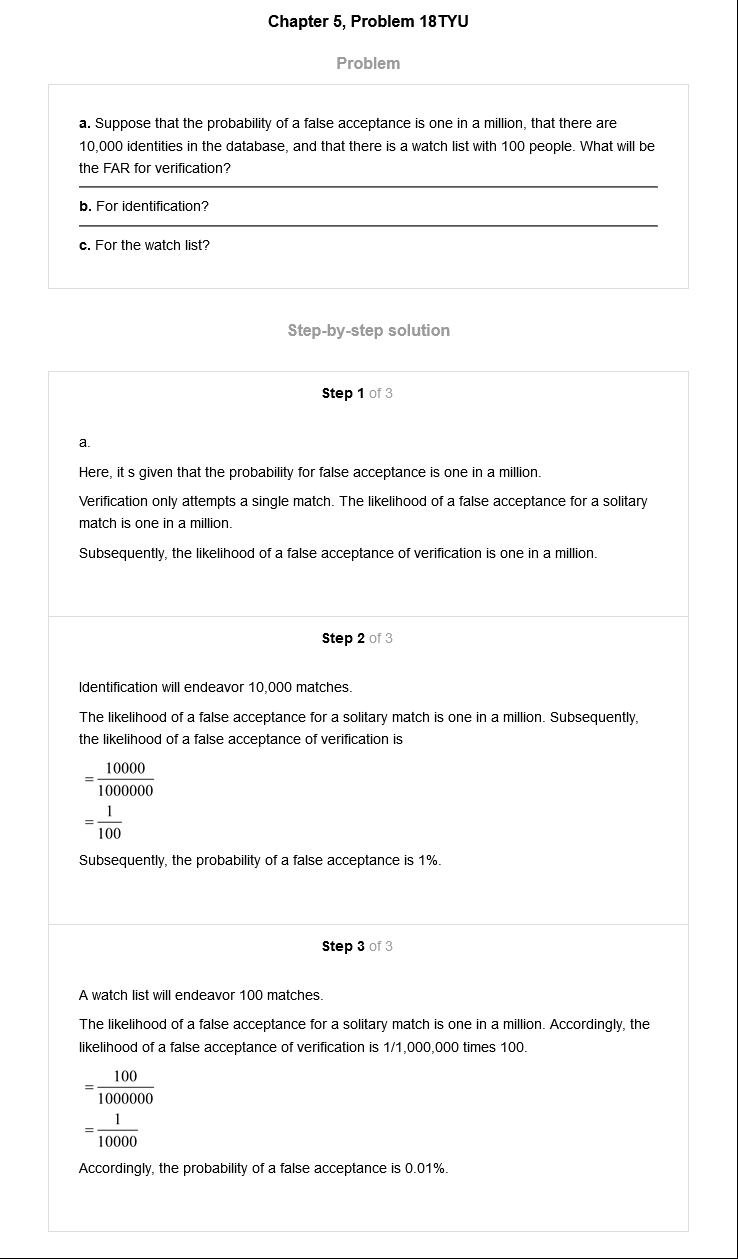 Chapter 5, Problem 18TYU
Problem
a. Suppose that the probability of a false acceptance is one in a million, that there are
10,000 identities in the database, and that there is a watch list with 100 people. What will be
the FAR for verification?
b. For identification?
c. For the watch list?
Step-by-step solution
Step 1 of 3
a.
Here, it s given that the probability for false acceptance is one in a million.
Verification only attempts a single match. The likelihood of a false acceptance for a solitary
match is one in a million.
Subsequently, the likelihood of a false acceptance of verification is one in a million.
Step 2 of 3
Identification will endeavor 10,000 matches.
The likelihood of a false acceptance for a solitary match is one in a million. Subsequently,
the likelihood of a false acceptance of verification is
= 10000
1000000
= 1
100
Subsequently, the probability of a false acceptance is 1%.
Step 3 of 3
A watch list will endeavor 100 matches.
The likelihood of a false acceptance for a solitary match is one in a million. Accordingly, the
likelihood of a false acceptance of verification is 1/1,000,000 times 100.
= 100
1000000
= 1
10000
Accordingly, the probability of a false acceptance is 0.01%.